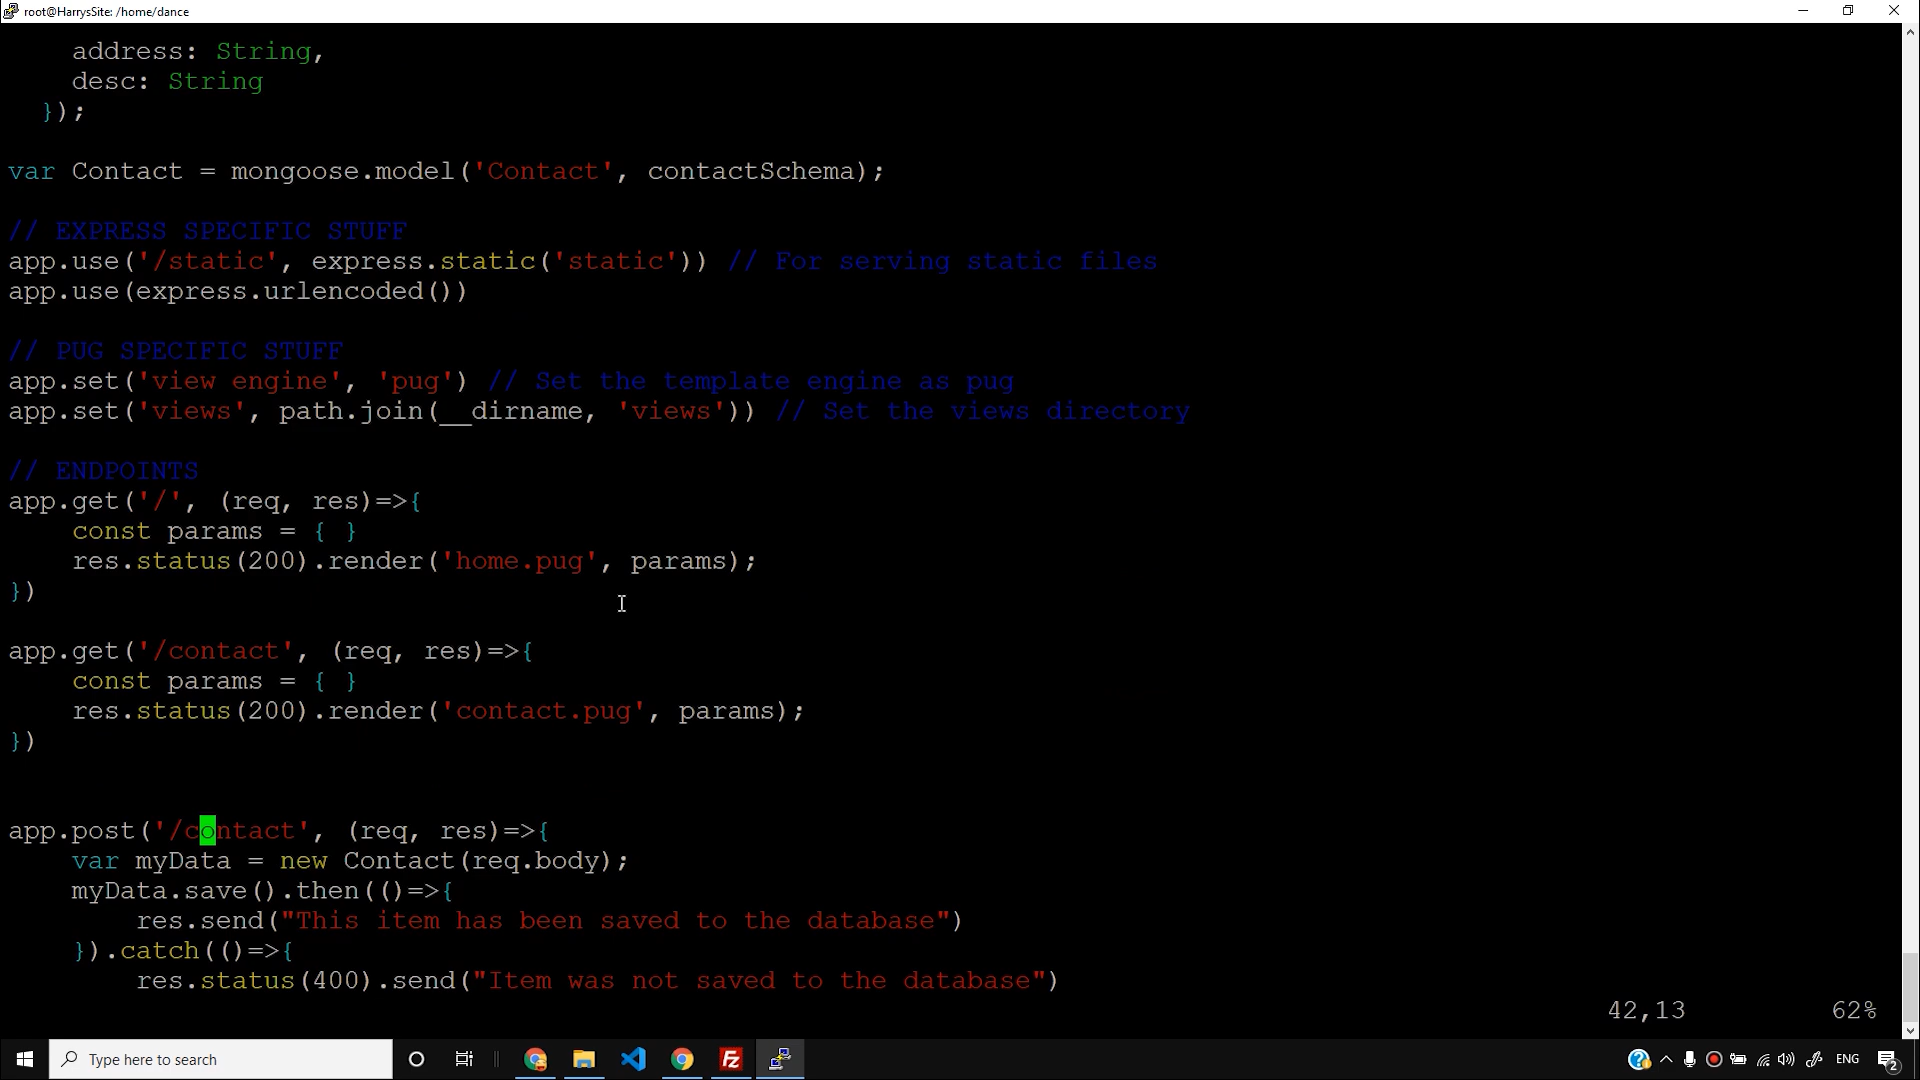 root@HarrysSite: /home/dance
address: String,
desc: String
});
var Contact = mongoose.model('Contact', contactSchema);
// EXPRESS SPECIFIC STUFF
app.use('/static', express.static('static')) // For serving static files
app.use(express.urlencoded())
// PUG SPECIFIC STUFF
app.set('view engine', 'pug') // Set the template engine as pug
app.set('views', path.join(__dirname, 'views')) // Set the views directory
// ENDPOINTS
app.get('/', (req, res)=>{
const params = { }
res.status(200).render('home.pug', params);
})
app.get('/contact', (req, res)=>{
const params = { }
res.status(200).render('contact.pug', params);
})
app.post('/contact', (req, res)=>{
var myData = new Contact(req.body);
myData.save().then(()=>{
res.send("This item has been saved to the database")
}).catch(()=>{
res.status(400).send("Item was not saved to the database")
42,13 62%
Type here to search
Fz
ENG
2